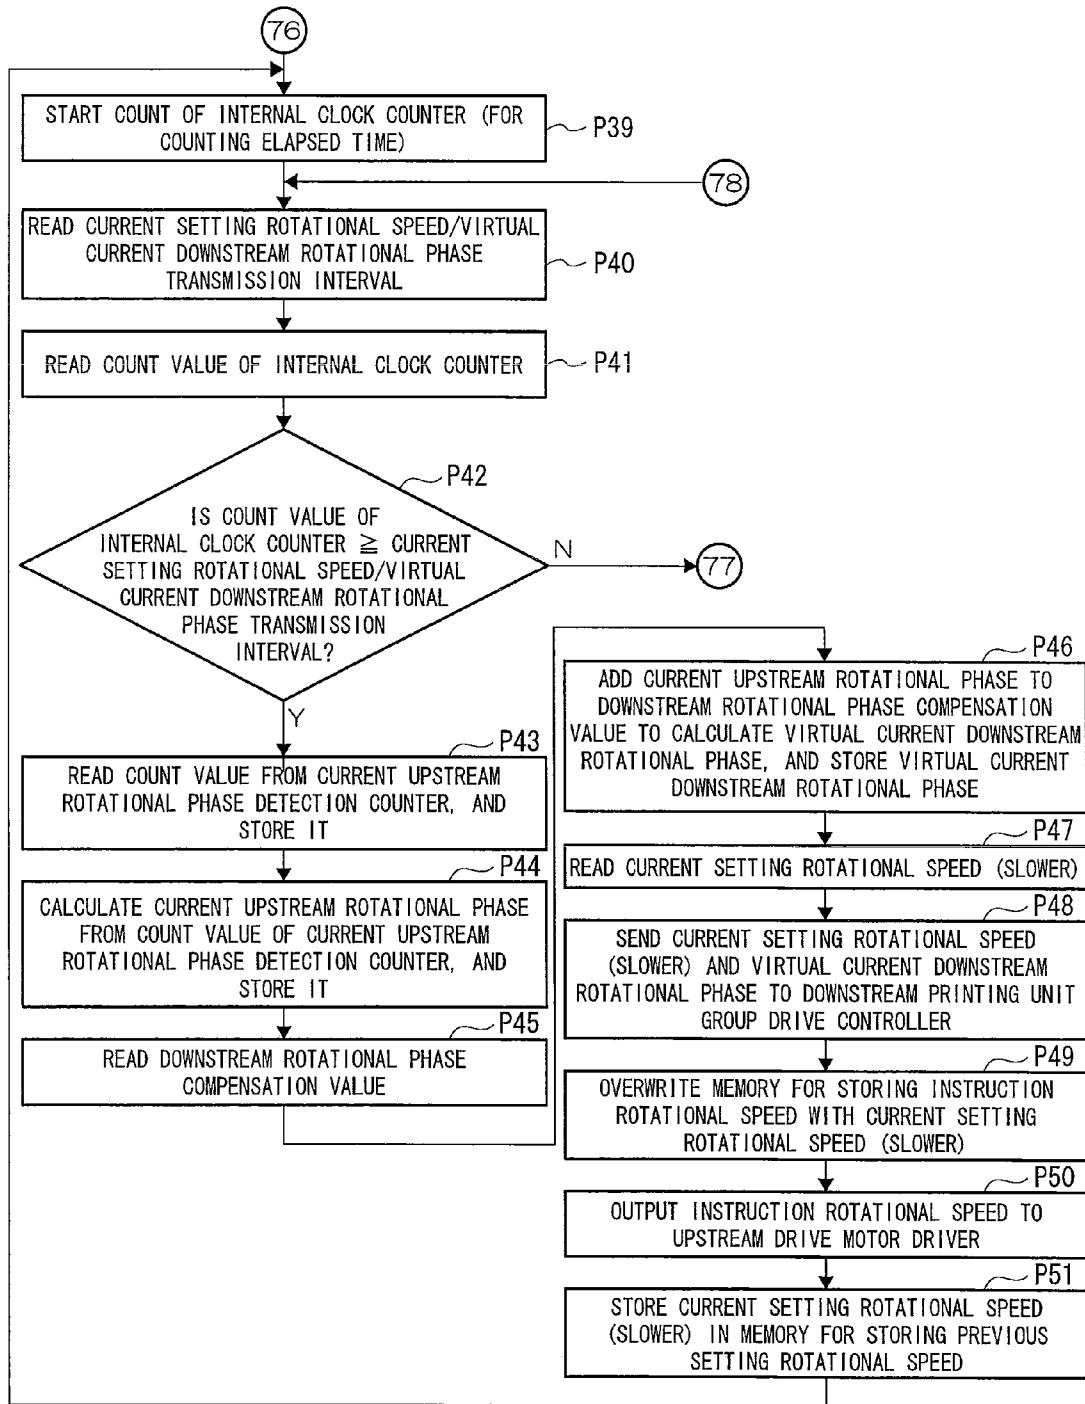 76
START COUNT OF INTERNAL CLOCK COUNTER (FOR
COUNTING ELAPSED TIME)
P39
78
READ CURRENT SETTING ROTATIONAL SPEED/VIRTUAL
CURRENT DOWNSTREAM ROTATIONAL PHASE
TRANSMISSION INTERVAL
P40
READ COUNT VALUE OF INTERNAL CLOCK COUNTER
P41
P42
IS COUNT VALUE OF
INTERNAL CLOCK COUNTER ≧ CURRENT
SETTING ROTATIONAL SPEED/VIRTUAL
CURRENT DOWNSTREAM ROTATIONAL
PHASE TRANSMISSION
INTERVAL?
N
77
Y
P43
READ COUNT VALUE FROM CURRENT UPSTREAM
ROTATIONAL PHASE DETECTION COUNTER, AND
STORE IT
P44
CALCULATE CURRENT UPSTREAM ROTATIONAL PHASE
FROM COUNT VALUE OF CURRENT UPSTREAM
ROTATIONAL PHASE DETECTION COUNTER, AND
STORE IT
P45
READ DOWNSTREAM ROTATIONAL PHASE
COMPENSATION VALUE
P46
ADD CURRENT UPSTREAM ROTATIONAL PHASE TO
DOWNSTREAM ROTATIONAL PHASE COMPENSATION
VALUE TO CALCULATE VIRTUAL CURRENT DOWNSTREAM
ROTATIONAL PHASE, AND STORE VIRTUAL CURRENT
DOWNSTREAM ROTATIONAL PHASE
P47
READ CURRENT SETTING ROTATIONAL SPEED (SLOWER)
P48
SEND CURRENT SETTING ROTATIONAL SPEED
(SLOWER) AND VIRTUAL CURRENT DOWNSTREAM
ROTATIONAL PHASE TO DOWNSTREAM PRINTING UNIT
GROUP DRIVE CONTROLLER
P49
OVERWRITE MEMORY FOR STORING INSTRUCTION
ROTATIONAL SPEED WITH CURRENT SETTING
ROTATIONAL SPEED (SLOWER)
P50
OUTPUT INSTRUCTION ROTATIONAL SPEED TO
UPSTREAM DRIVE MOTOR DRIVER
P51
STORE CURRENT SETTING ROTATIONAL SPEED
(SLOWER) IN MEMORY FOR STORING PREVIOUS
SETTING ROTATIONAL SPEED